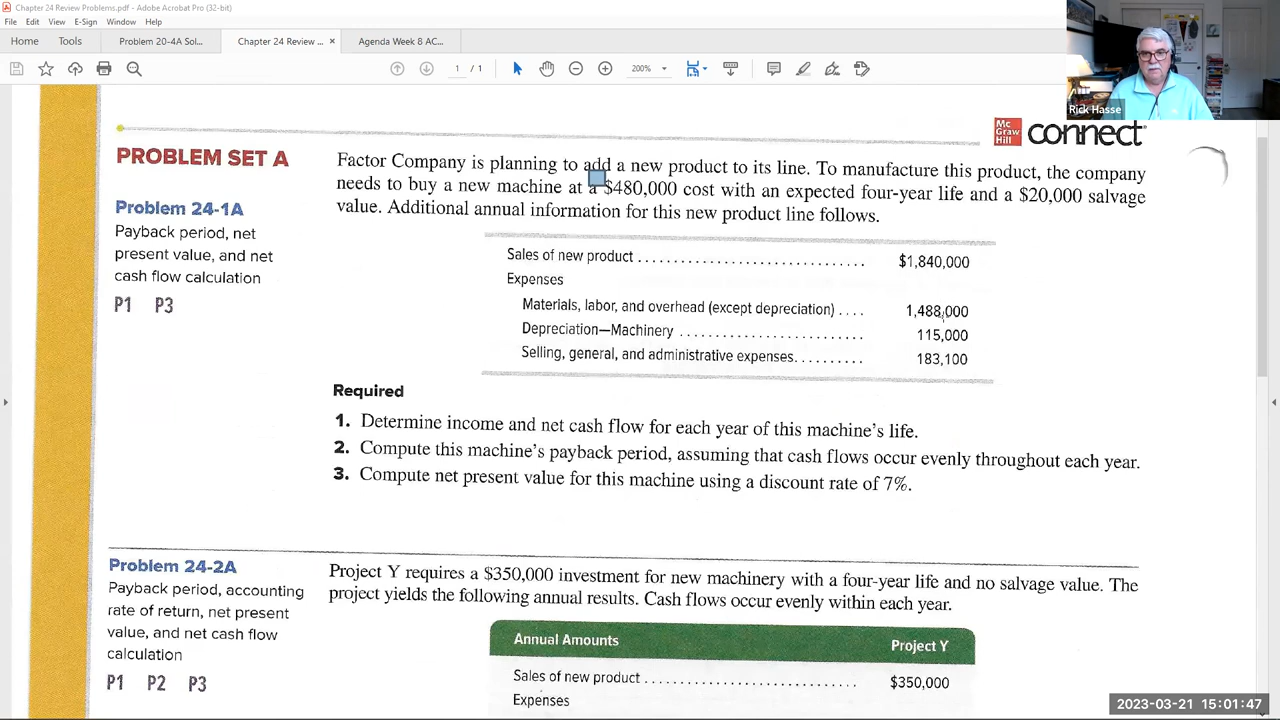 Chapter 24 Review Problems.pdf - Adobe Acrobat Pro (32-bit)
File Edit View E-Sign Window Help
Home Tools Problem 20-4A Sol... Chapter 24 Review ... × Agenda Week 8 AC...
/ 1 200%
Rick Hasse
Mc Graw Hill connect
PROBLEM SET A
Problem 24-1A
Payback period, net
present value, and net
cash flow calculation
P1 P3
Factor Company is planning to add a new product to its line. To manufacture this product, the company
needs to buy a new machine at a $480,000 cost with an expected four-year life and a $20,000 salvage
value. Additional annual information for this new product line follows.
Sales of new product . . . . . . . . . . . . . . . . . . . . . . . . . . . . . . . $1,840,000
Expenses
Materials, labor, and overhead (except depreciation) . . . . 1,488,000
Depreciation—Machinery . . . . . . . . . . . . . . . . . . . . . . . . . 115,000
Selling, general, and administrative expenses. . . . . . . . . . 183,100
Required
1. Determine income and net cash flow for each year of this machine's life.
2. Compute this machine's payback period, assuming that cash flows occur evenly throughout each year.
3. Compute net present value for this machine using a discount rate of 7%.
Problem 24-2A
Payback period, accounting
rate of return, net present
value, and net cash flow
calculation
P1 P2 P3
Project Y requires a $350,000 investment for new machinery with a four-year life and no salvage value. The
project yields the following annual results. Cash flows occur evenly within each year.
Annual Amounts Project Y
Sales of new product . . . . . . . . . . . . . . . . . . . . . . . . . . . . . $350,000
Expenses
2023-03-21 15:01:47